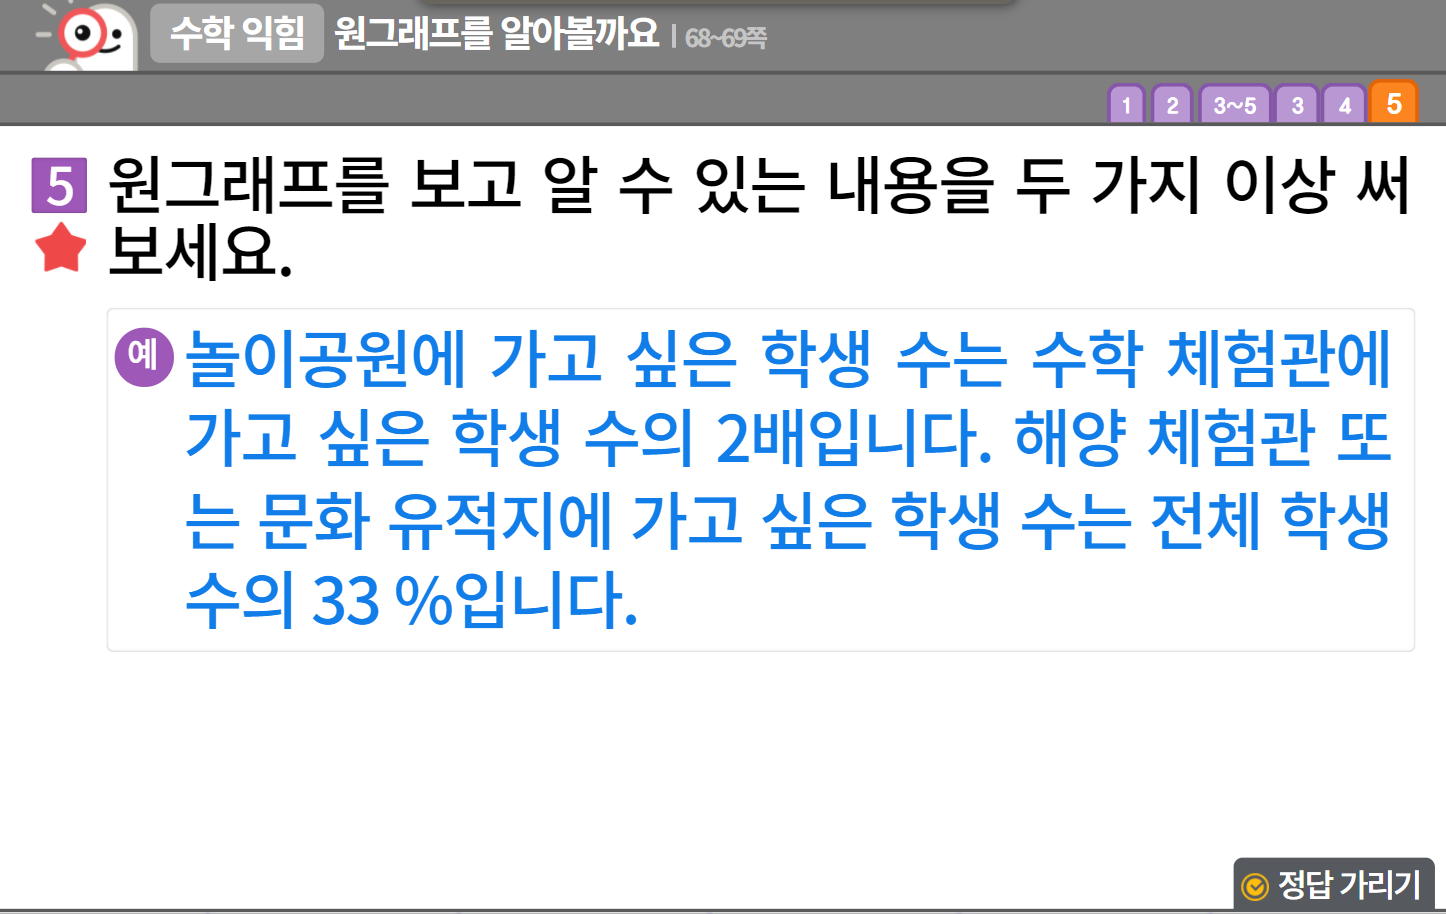 수학 익힘 원그래프를 알아볼까요 | 68~69쪽
1 2 3~5 3 4 5
5 원그래프를 보고 알 수 있는 내용을 두 가지 이상 써
보세요.
예 놀이공원에 가고 싶은 학생 수는 수학 체험관에
가고 싶은 학생 수의 2배입니다. 해양 체험관 또
는 문화 유적지에 가고 싶은 학생 수는 전체 학생
수의 33 %입니다.
정답 가리기